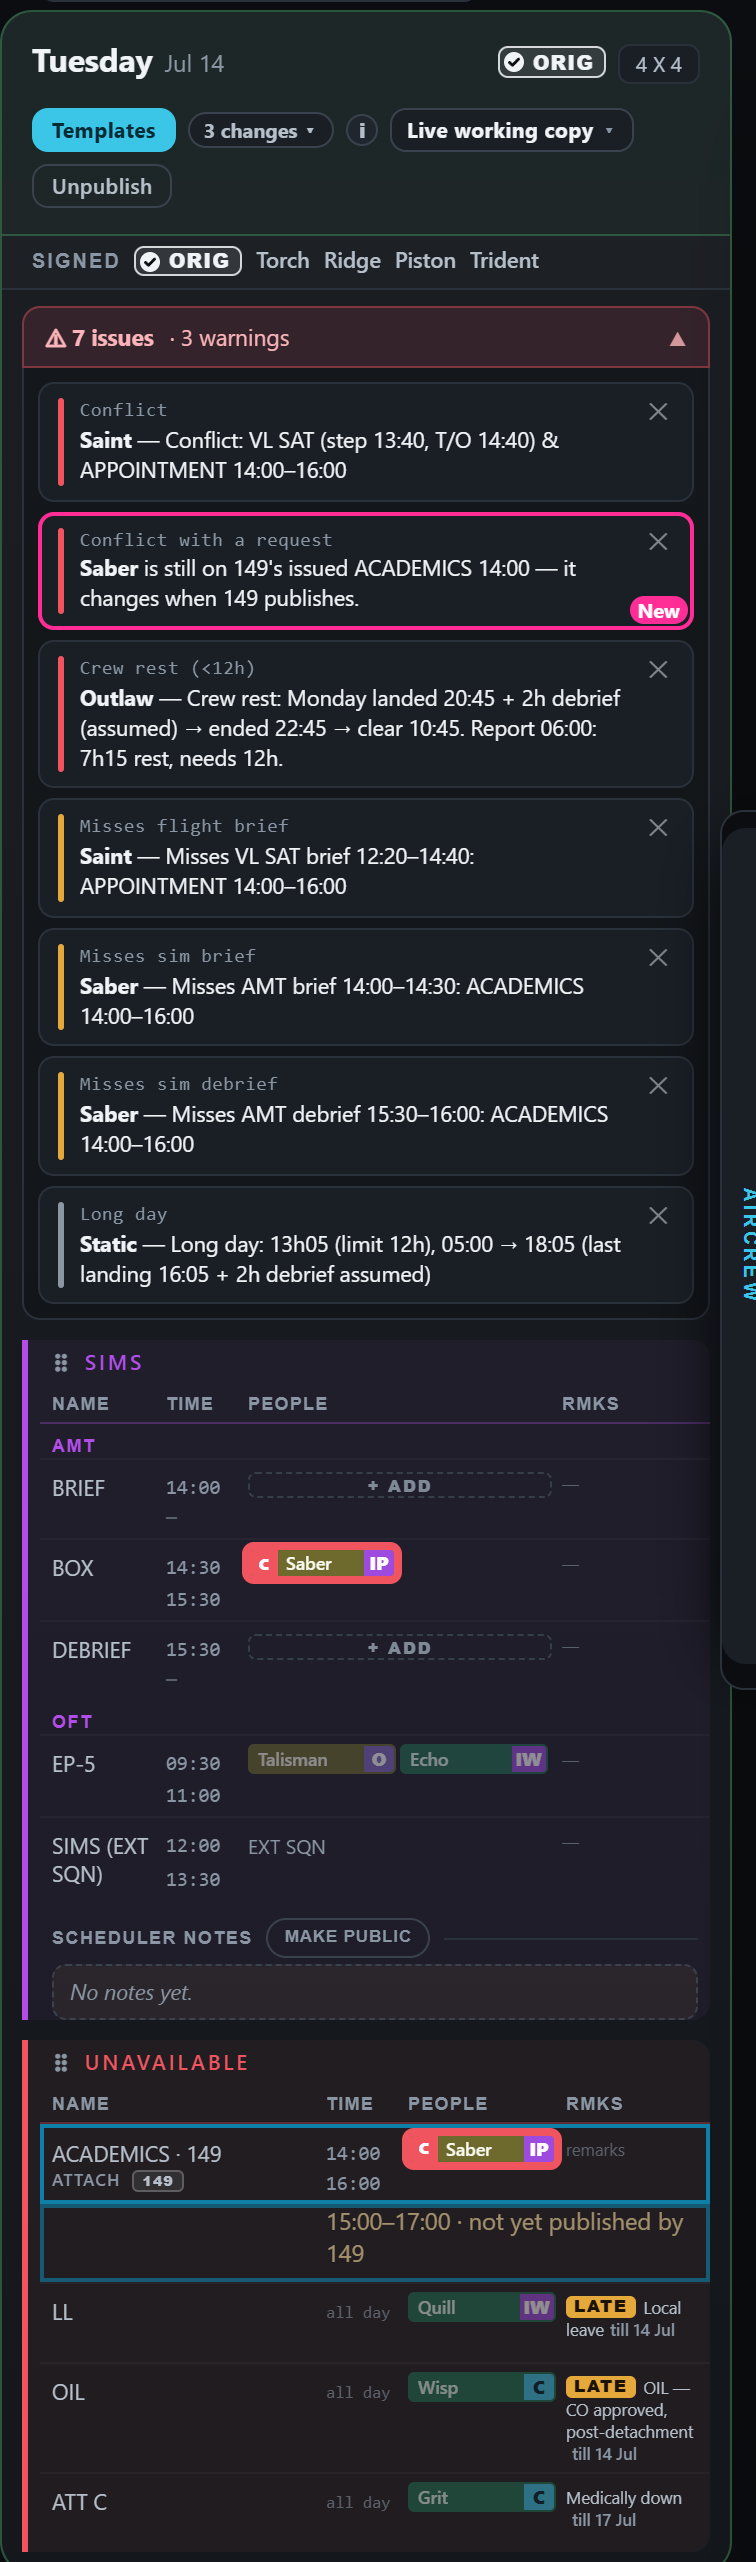 Tuesday Jul 14 ORIG 4 X 4
Templates 3 changes ▾ i Live working copy ▾
Unpublish
SIGNED ORIG Torch Ridge Piston Trident
⚠ 7 issues · 3 warnings ▲
Conflict
Saint — Conflict: VL SAT (step 13:40, T/O 14:40) &
APPOINTMENT 14:00–16:00
Conflict with a request
Saber is still on 149's issued ACADEMICS 14:00 — it
changes when 149 publishes.
New
Crew rest (<12h)
Outlaw — Crew rest: Monday landed 20:45 + 2h debrief
(assumed) → ended 22:45 → clear 10:45. Report 06:00:
7h15 rest, needs 12h.
Misses flight brief
Saint — Misses VL SAT brief 12:20–14:40:
APPOINTMENT 14:00–16:00
Misses sim brief
Saber — Misses AMT brief 14:00–14:30: ACADEMICS
14:00–16:00
Misses sim debrief
Saber — Misses AMT debrief 15:30–16:00: ACADEMICS
14:00–16:00
Long day
Static — Long day: 13h05 (limit 12h), 05:00 → 18:05 (last
landing 16:05 + 2h debrief assumed)
AIRCREW
SIMS
NAME TIME PEOPLE RMKS
AMT
BRIEF 14:00 + ADD —
—
BOX 14:30 C Saber IP —
15:30
DEBRIEF 15:30 + ADD —
—
OFT
EP-5 09:30 Talisman O Echo IW —
11:00
SIMS (EXT 12:00 EXT SQN —
SQN) 13:30
SCHEDULER NOTES MAKE PUBLIC
No notes yet.
UNAVAILABLE
NAME TIME PEOPLE RMKS
ACADEMICS · 149 14:00 C Saber IP remarks
ATTACH 149 16:00
15:00–17:00 · not yet published by
149
LL all day Quill IW LATE Local
leave till 14 Jul
OIL all day Wisp C LATE OIL —
CO approved,
post-detachment
till 14 Jul
ATT C all day Grit C Medically down
till 17 Jul